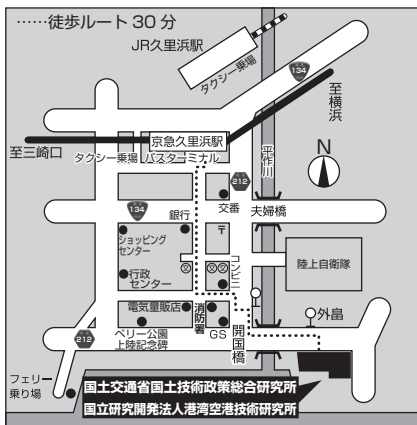 ……徒歩ルート 30 分
JR久里浜駅
タクシー乗場
134
至横浜
京急久里浜駅
至三崎口
タクシー乗場
バスターミナル
平作川
N
212
交番
夫婦橋
134
銀行
〒
ショッピング
センター
コンビニ
陸上自衛隊
行政
センター
電気量販店
消防署
外畠
ペリー公園
上陸記念碑
GS
開国橋
212
フェリー
乗り場
国土交通省国土技術政策総合研究所
国立研究開発法人港湾空港技術研究所